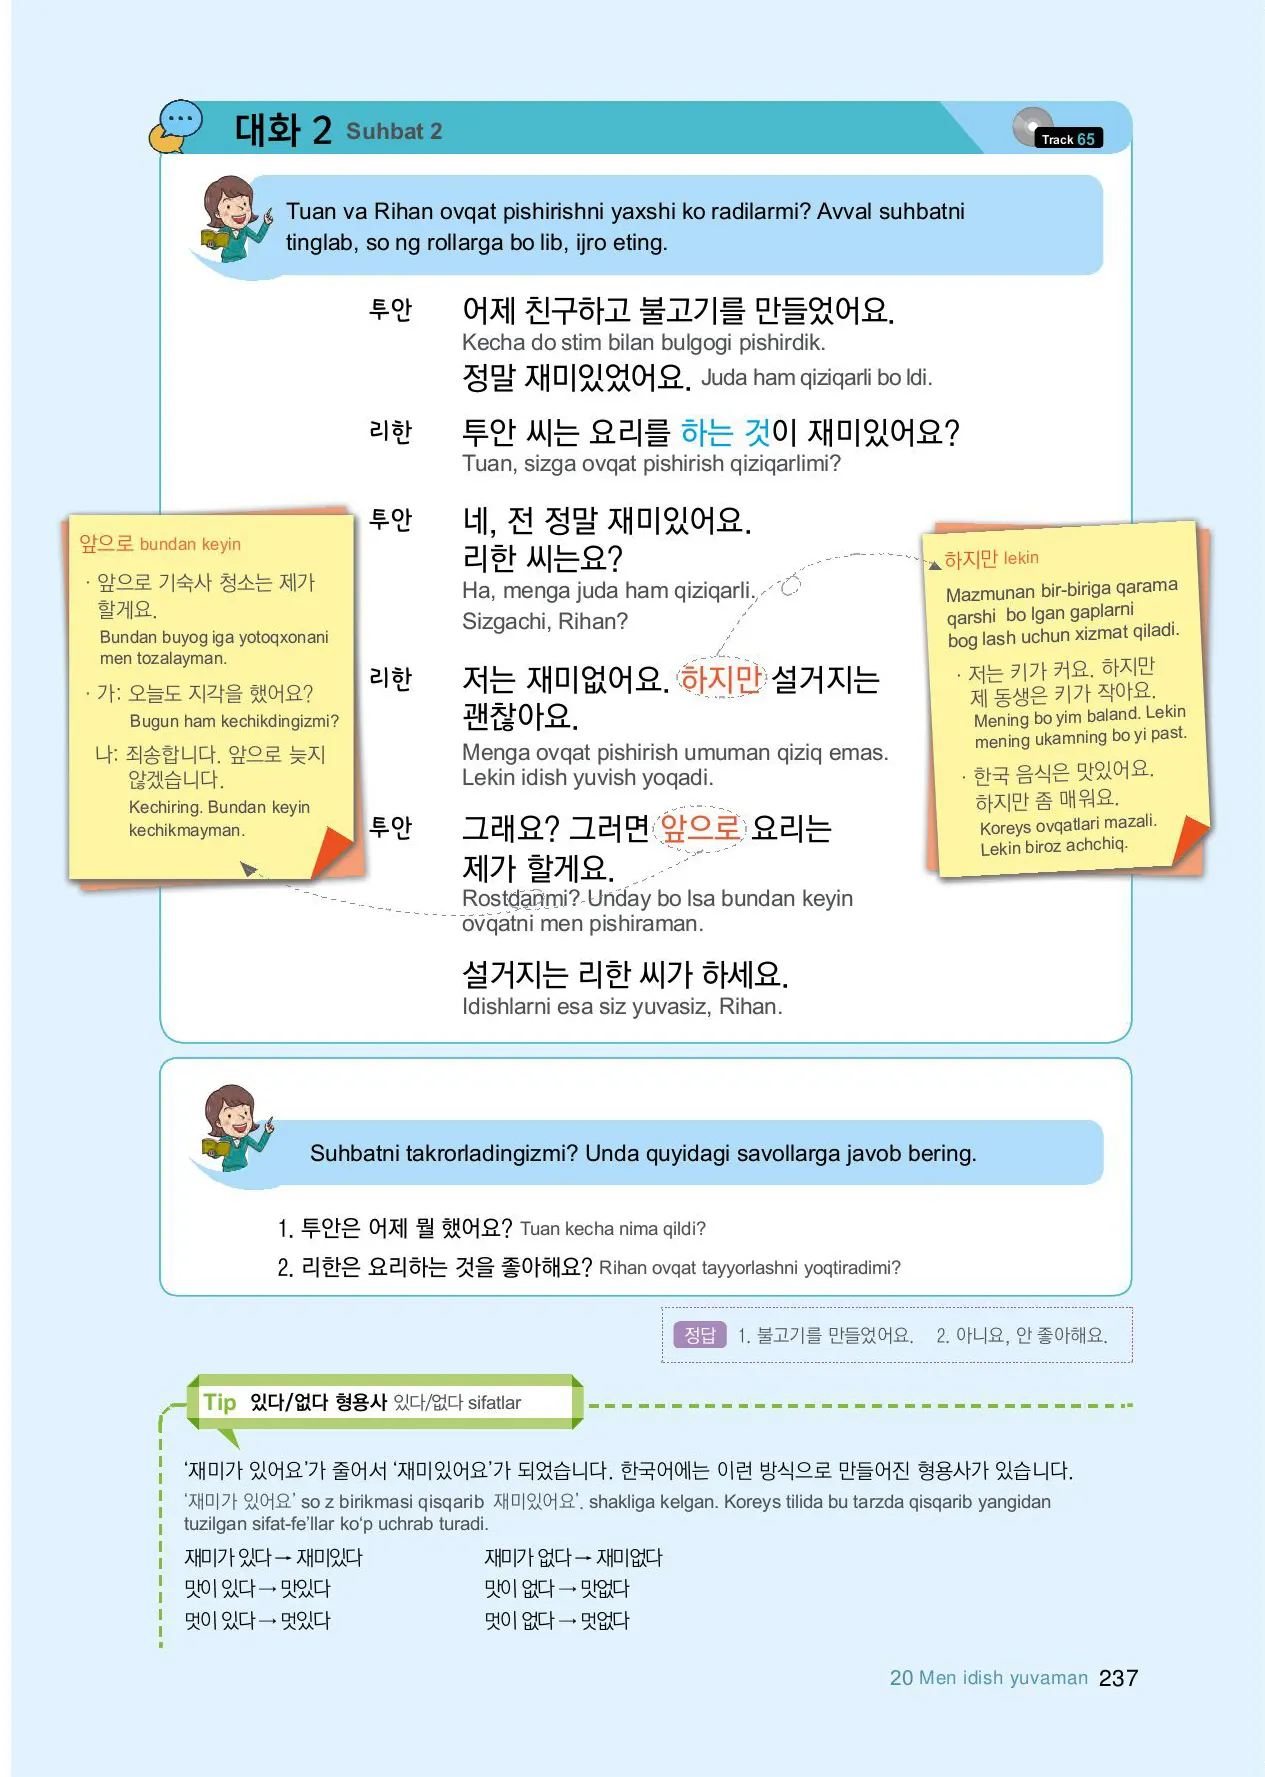 대화 2 Suhbat 2
Track 65
Tuan va Rihan ovqat pishirishni yaxshi ko radilarmi? Avval suhbatni
tinglab, so ng rollarga bo lib, ijro eting.
투안 어제 친구하고 불고기를 만들었어요.
Kecha do stim bilan bulgogi pishirdik.
정말 재미있었어요. Juda ham qiziqarli bo ldi.
리한 투안 씨는 요리를 하는 것이 재미있어요?
Tuan, sizga ovqat pishirish qiziqarlimi?
투안 네, 전 정말 재미있어요.
리한 씨는요?
Ha, menga juda ham qiziqarli.
Sizgachi, Rihan?
리한 저는 재미없어요. 하지만 설거지는
괜찮아요.
Menga ovqat pishirish umuman qiziq emas.
Lekin idish yuvish yoqadi.
투안 그래요? 그러면 앞으로 요리는
제가 할게요.
Rostdanmi? Unday bo lsa bundan keyin
ovqatni men pishiraman.
설거지는 리한 씨가 하세요.
Idishlarni esa siz yuvasiz, Rihan.
앞으로 bundan keyin
· 앞으로 기숙사 청소는 제가
할게요.
Bundan buyog iga yotoqxonani
men tozalayman.
· 가: 오늘도 지각을 했어요?
Bugun ham kechikdingizmi?
나: 죄송합니다. 앞으로 늦지
않겠습니다.
Kechiring. Bundan keyin
kechikmayman.
하지만 lekin
Mazmunan bir-biriga qarama
qarshi bo lgan gaplarni
bog lash uchun xizmat qiladi.
· 저는 키가 커요. 하지만
제 동생은 키가 작아요.
Mening bo yim baland. Lekin
mening ukamning bo yi past.
· 한국 음식은 맛있어요.
하지만 좀 매워요.
Koreys ovqatlari mazali.
Lekin biroz achchiq.
Suhbatni takrorladingizmi? Unda quyidagi savollarga javob bering.
1. 투안은 어제 뭘 했어요? Tuan kecha nima qildi?
2. 리한은 요리하는 것을 좋아해요? Rihan ovqat tayyorlashni yoqtiradimi?
정답 1. 불고기를 만들었어요. 2. 아니요, 안 좋아해요.
Tip 있다/없다 형용사 있다/없다 sifatlar
‘재미가 있어요’가 줄어서 ‘재미있어요’가 되었습니다. 한국어에는 이런 방식으로 만들어진 형용사가 있습니다.
‘재미가 있어요’ so z birikmasi qisqarib 재미있어요’. shakliga kelgan. Koreys tilida bu tarzda qisqarib yangidan
tuzilgan sifat-fe’llar ko‘p uchrab turadi.
재미가 있다 → 재미있다 재미가 없다 → 재미없다
맛이 있다 → 맛있다 맛이 없다 → 맛없다
멋이 있다 → 멋있다 멋이 없다 → 멋없다
20 Men idish yuvaman 237